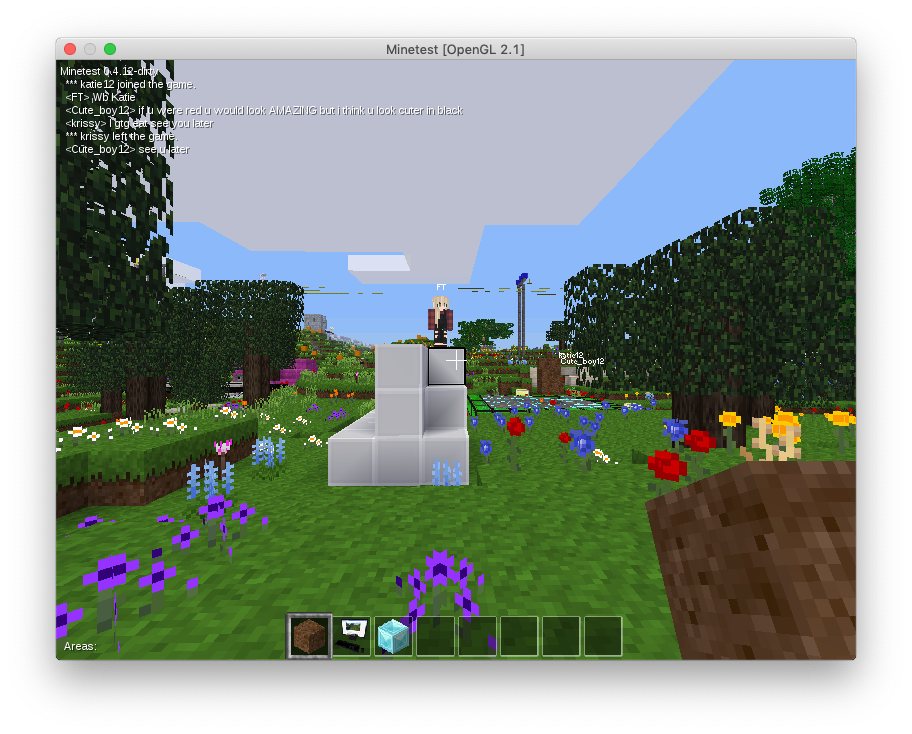 Minetest [OpenGL 2.1]
Minetest 0.4.12-dirty
*** katie12 joined the game.
<FT> Wb Katie
<Cute_boy12> if u were red u would look AMAZING but i think u look cuter in black
<krissy> I gtg eat see you later
*** krissy left the game.
<Cute_boy12> see u later
FT
katie12
Cute_boy12
Areas: